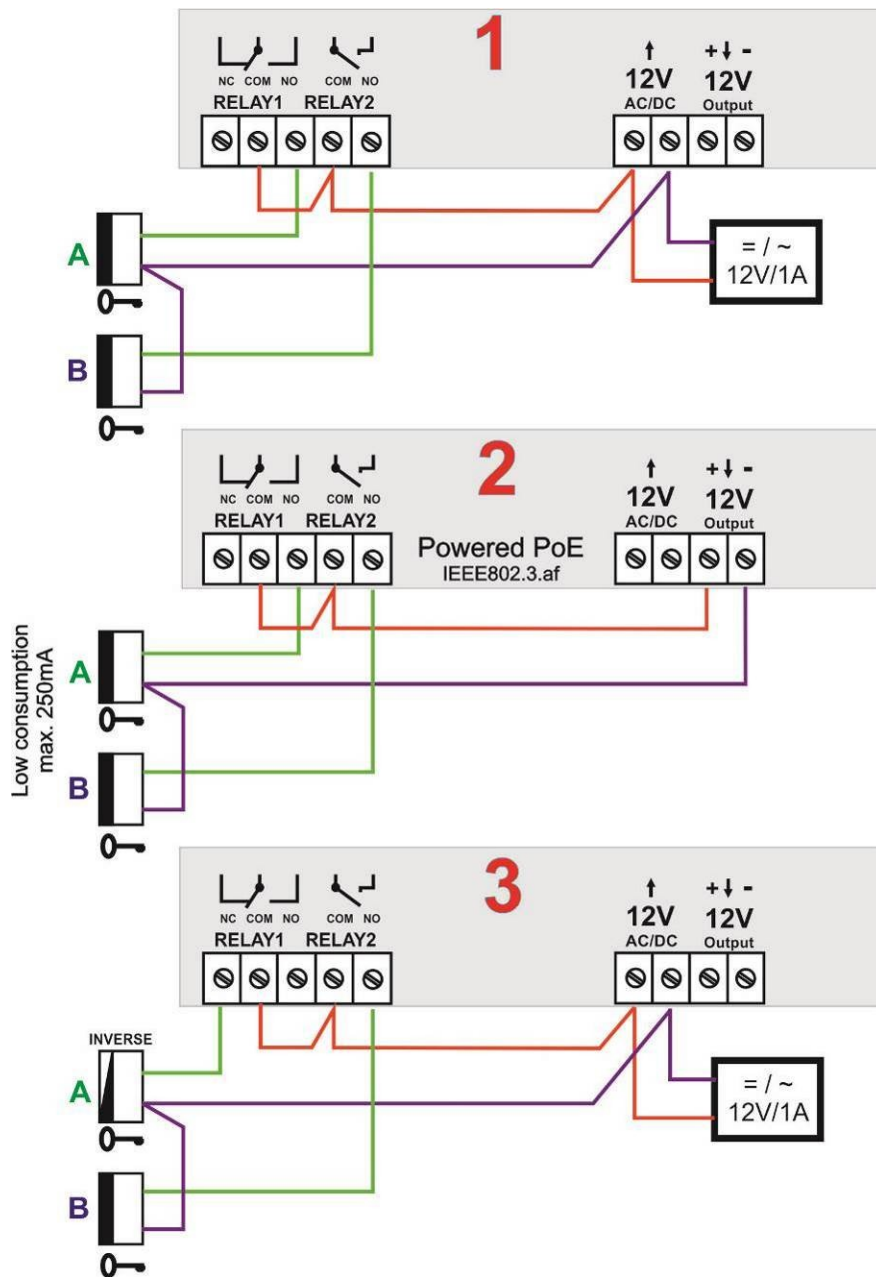 1
NC COM NO COM NO
RELAY1 RELAY2
12V
AC/DC
+ -
12V
Output
A
B
= / ~
12V/1A
2
NC COM NO COM NO
RELAY1 RELAY2
Powered PoE
IEEE802.3.af
12V
AC/DC
+ -
12V
Output
Low consumption
max. 250mA
A
B
3
NC COM NO COM NO
RELAY1 RELAY2
12V
AC/DC
+ -
12V
Output
INVERSE
A
B
= / ~
12V/1A